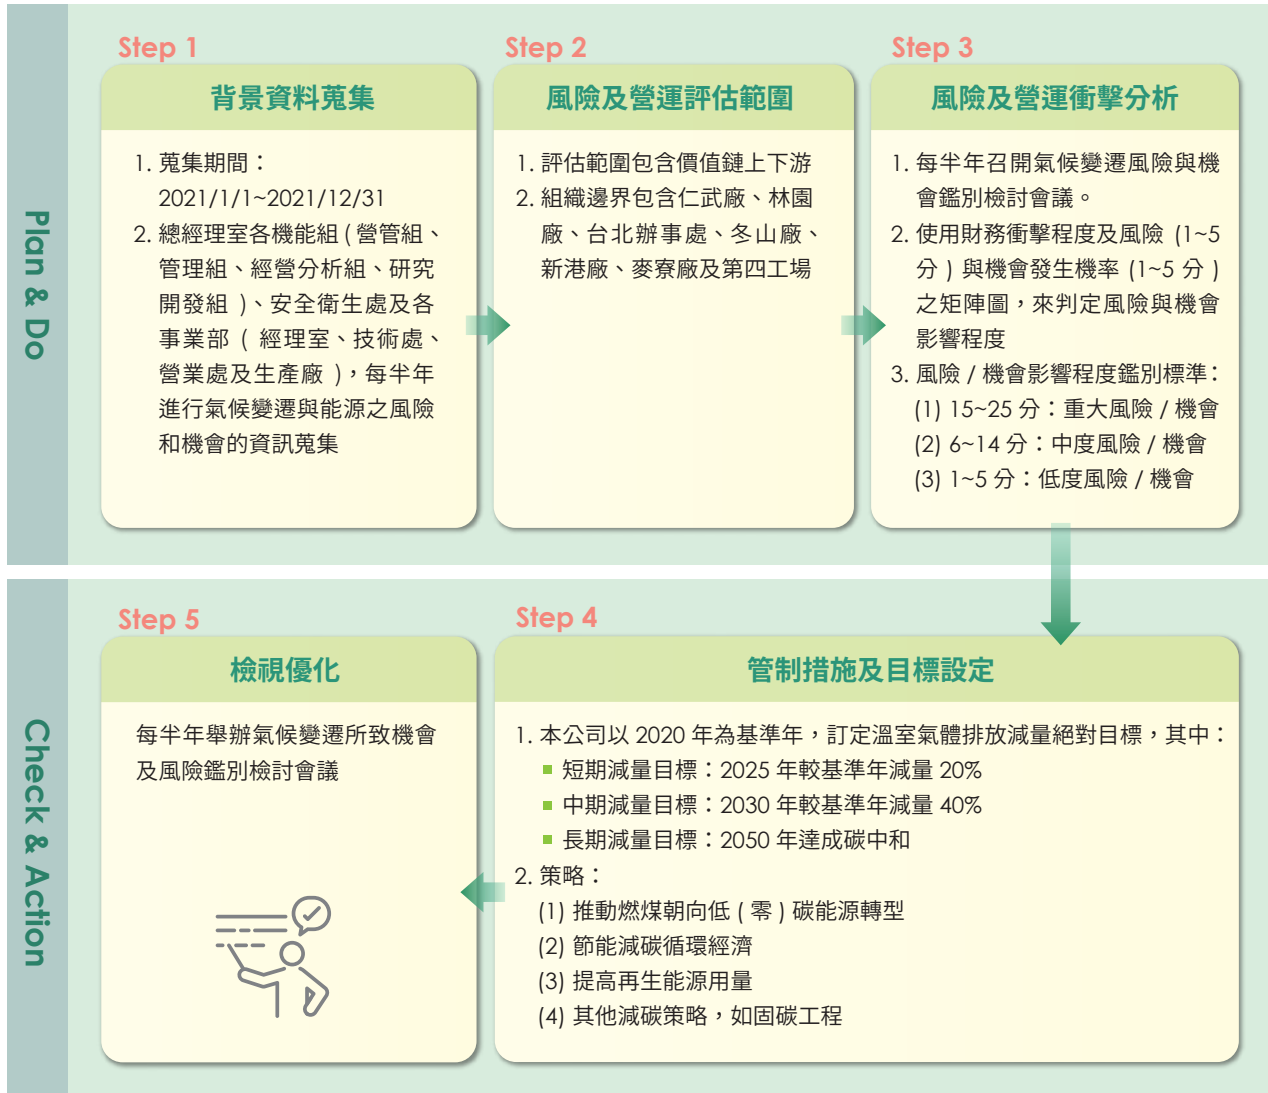 Plan & Do
Step 1
背景資料蒐集
1. 蒐集期間：
2021/1/1~2021/12/31
2. 總經理室各機能組 ( 營管組、
管理組、經營分析組、研究
開發組 )、安全衛生處及各
事業部 ( 經理室、技術處、
營業處及生產廠 )，每半年
進行氣候變遷與能源之風險
和機會的資訊蒐集
Step 2
風險及營運評估範圍
1. 評估範圍包含價值鏈上下游
2. 組織邊界包含仁武廠、林園
廠、台北辦事處、冬山廠、
新港廠、麥寮廠及第四工場
Step 3
風險及營運衝擊分析
1. 每半年召開氣候變遷風險與機
會鑑別檢討會議。
2. 使用財務衝擊程度及風險 (1~5
分 ) 與機會發生機率 (1~5 分 )
之矩陣圖，來判定風險與機會
影響程度
3. 風險 / 機會影響程度鑑別標準：
(1) 15~25 分：重大風險 / 機會
(2) 6~14 分：中度風險 / 機會
(3) 1~5 分：低度風險 / 機會
Check & Action
Step 4
管制措施及目標設定
1. 本公司以 2020 年為基準年，訂定溫室氣體排放減量絕對目標，其中：
短期減量目標：2025 年較基準年減量 20%
中期減量目標：2030 年較基準年減量 40%
長期減量目標：2050 年達成碳中和
2. 策略：
(1) 推動燃煤朝向低 ( 零 ) 碳能源轉型
(2) 節能減碳循環經濟
(3) 提高再生能源用量
(4) 其他減碳策略，如固碳工程
Step 5
檢視優化
每半年舉辦氣候變遷所致機會
及風險鑑別檢討會議